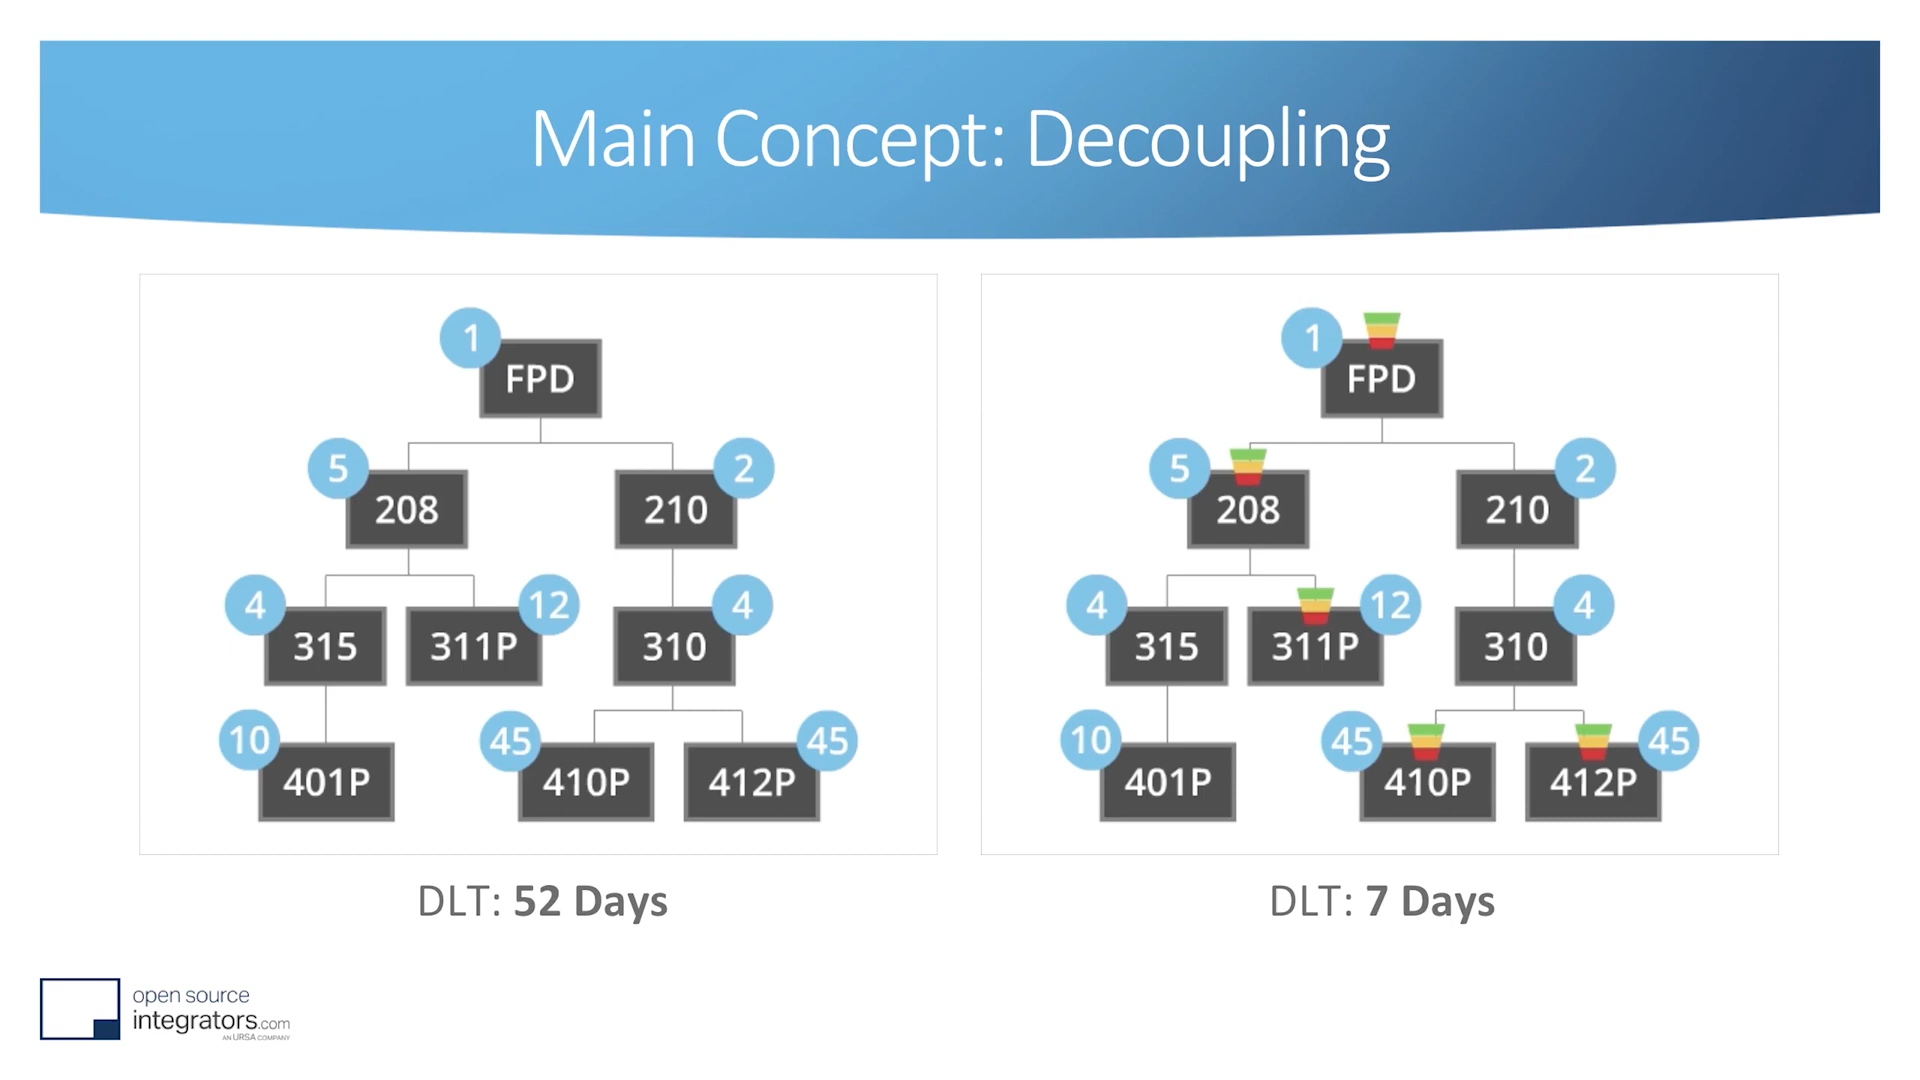 Main Concept: Decoupling
1
FPD
5
208
210
2
4
315
311P
12
310
4
10
401P
45
410P
412P
45
DLT: 52 Days
1
FPD
5
208
210
2
4
315
311P
12
310
4
10
401P
45
410P
412P
45
DLT: 7 Days
open source
integrators.com
AN URSA COMPANY